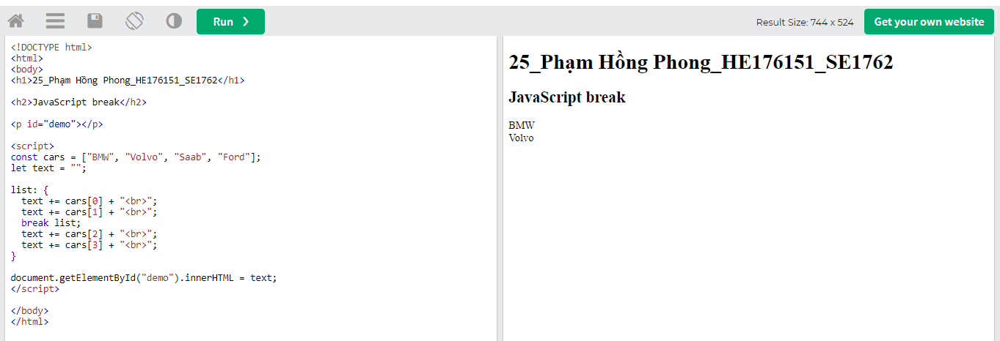 Run ❯
Result Size: 744 x 524
Get your own website
<!DOCTYPE html>
<html>
<body>
<h1>25_Phạm Hồng Phong_HE176151_SE1762</h1>
<h2>JavaScript break</h2>
<p id="demo"></p>
<script>
const cars = ["BMW", "Volvo", "Saab", "Ford"];
let text = "";
list: {
  text += cars[0] + "<br>";
  text += cars[1] + "<br>";
  break list;
  text += cars[2] + "<br>";
  text += cars[3] + "<br>";
}
document.getElementById("demo").innerHTML = text;
</script>
</body>
</html>
25_Phạm Hồng Phong_HE176151_SE1762
JavaScript break
BMW
Volvo